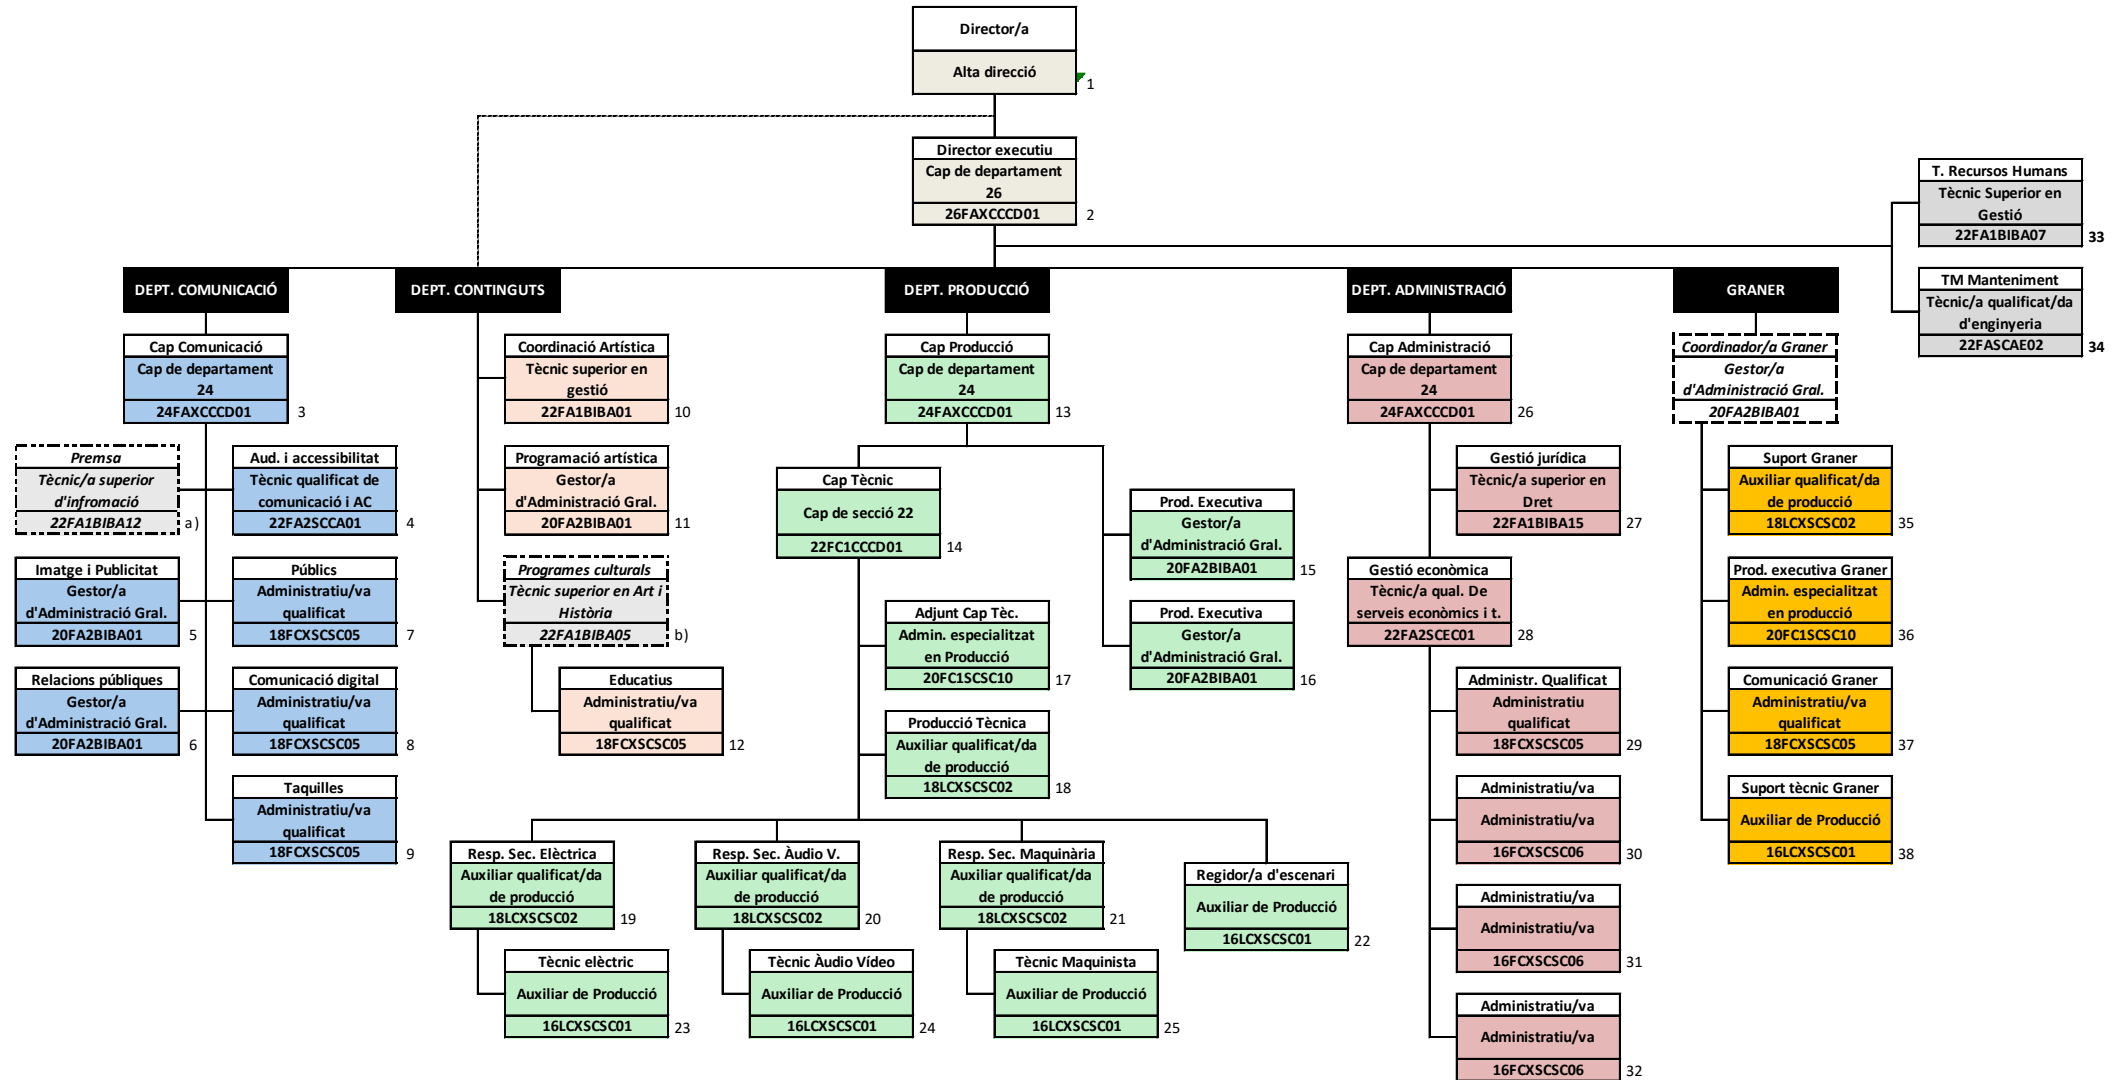 Director/a
Alta direcció
1
Director executiu
Cap de departament
26
26FAXCCCD01
2
T. Recursos Humans
Tècnic Superior en
Gestió
22FA1BIBA07
33
TM Manteniment
Tècnic/a qualificat/da
d'enginyeria
22FASCAE02
34
DEPT. COMUNICACIÓ
Cap Comunicació
Cap de departament
24
24FAXCCCD01
3
Premsa
Tècnic/a superior
d'infromació
22FA1BIBA12
a)
Aud. i accessibilitat
Tècnic qualificat de
comunicació i AC
22FA2SCCA01
4
Imatge i Publicitat
Gestor/a
d'Administració Gral.
20FA2BIBA01
5
Públics
Administratiu/va
qualificat
18FCXSCSC05
7
Relacions públiques
Gestor/a
d'Administració Gral.
20FA2BIBA01
6
Comunicació digital
Administratiu/va
qualificat
18FCXSCSC05
8
Taquilles
Administratiu/va
qualificat
18FCXSCSC05
9
DEPT. CONTINGUTS
Coordinació Artística
Tècnic superior en
gestió
22FA1BIBA01
10
Programació artística
Gestor/a
d'Administració Gral.
20FA2BIBA01
11
Programes culturals
Tècnic superior en Art i
Història
22FA1BIBA05
b)
Educatius
Administratiu/va
qualificat
18FCXSCSC05
12
DEPT. PRODUCCIÓ
Cap Producció
Cap de departament
24
24FAXCCCD01
13
Cap Tècnic
Cap de secció 22
22FC1CCCD01
14
Prod. Executiva
Gestor/a
d'Administració Gral.
20FA2BIBA01
15
Prod. Executiva
Gestor/a
d'Administració Gral.
20FA2BIBA01
16
Adjunt Cap Tèc.
Admin. especialitzat
en Producció
20FC1SCSC10
17
Producció Tècnica
Auxiliar qualificat/da
de producció
18LCXSCSC02
18
Resp. Sec. Elèctrica
Auxiliar qualificat/da
de producció
18LCXSCSC02
19
Resp. Sec. Àudio V.
Auxiliar qualificat/da
de producció
18LCXSCSC02
20
Resp. Sec. Maquinària
Auxiliar qualificat/da
de producció
18LCXSCSC02
21
Regidor/a d'escenari
Auxiliar de Producció
16LCXSCSC01
22
Tècnic elèctric
Auxiliar de Producció
16LCXSCSC01
23
Tècnic Àudio Vídeo
Auxiliar de Producció
16LCXSCSC01
24
Tècnic Maquinista
Auxiliar de Producció
16LCXSCSC01
25
DEPT. ADMINISTRACIÓ
Cap Administració
Cap de departament
24
24FAXCCCD01
26
Gestió jurídica
Tècnic/a superior en
Dret
22FA1BIBA15
27
Gestió econòmica
Tècnic/a qual. De
serveis econòmics i t.
22FA2SCEC01
28
Administr. Qualificat
Administratiu
qualificat
18FCXSCSC05
29
Administratiu/va
Administratiu/va
16FCXSCSC06
30
Administratiu/va
Administratiu/va
16FCXSCSC06
31
Administratiu/va
Administratiu/va
16FCXSCSC06
32
GRANER
Coordinador/a Graner
Gestor/a
d'Administració Gral.
20FA2BIBA01
Suport Graner
Auxiliar qualificat/da
de producció
18LCXSCSC02
35
Prod. executiva Graner
Admin. especialitzat
en producció
20FC1SCSC10
36
Comunicació Graner
Administratiu/va
qualificat
18FCXSCSC05
37
Suport tècnic Graner
Auxiliar de Producció
16LCXSCSC01
38